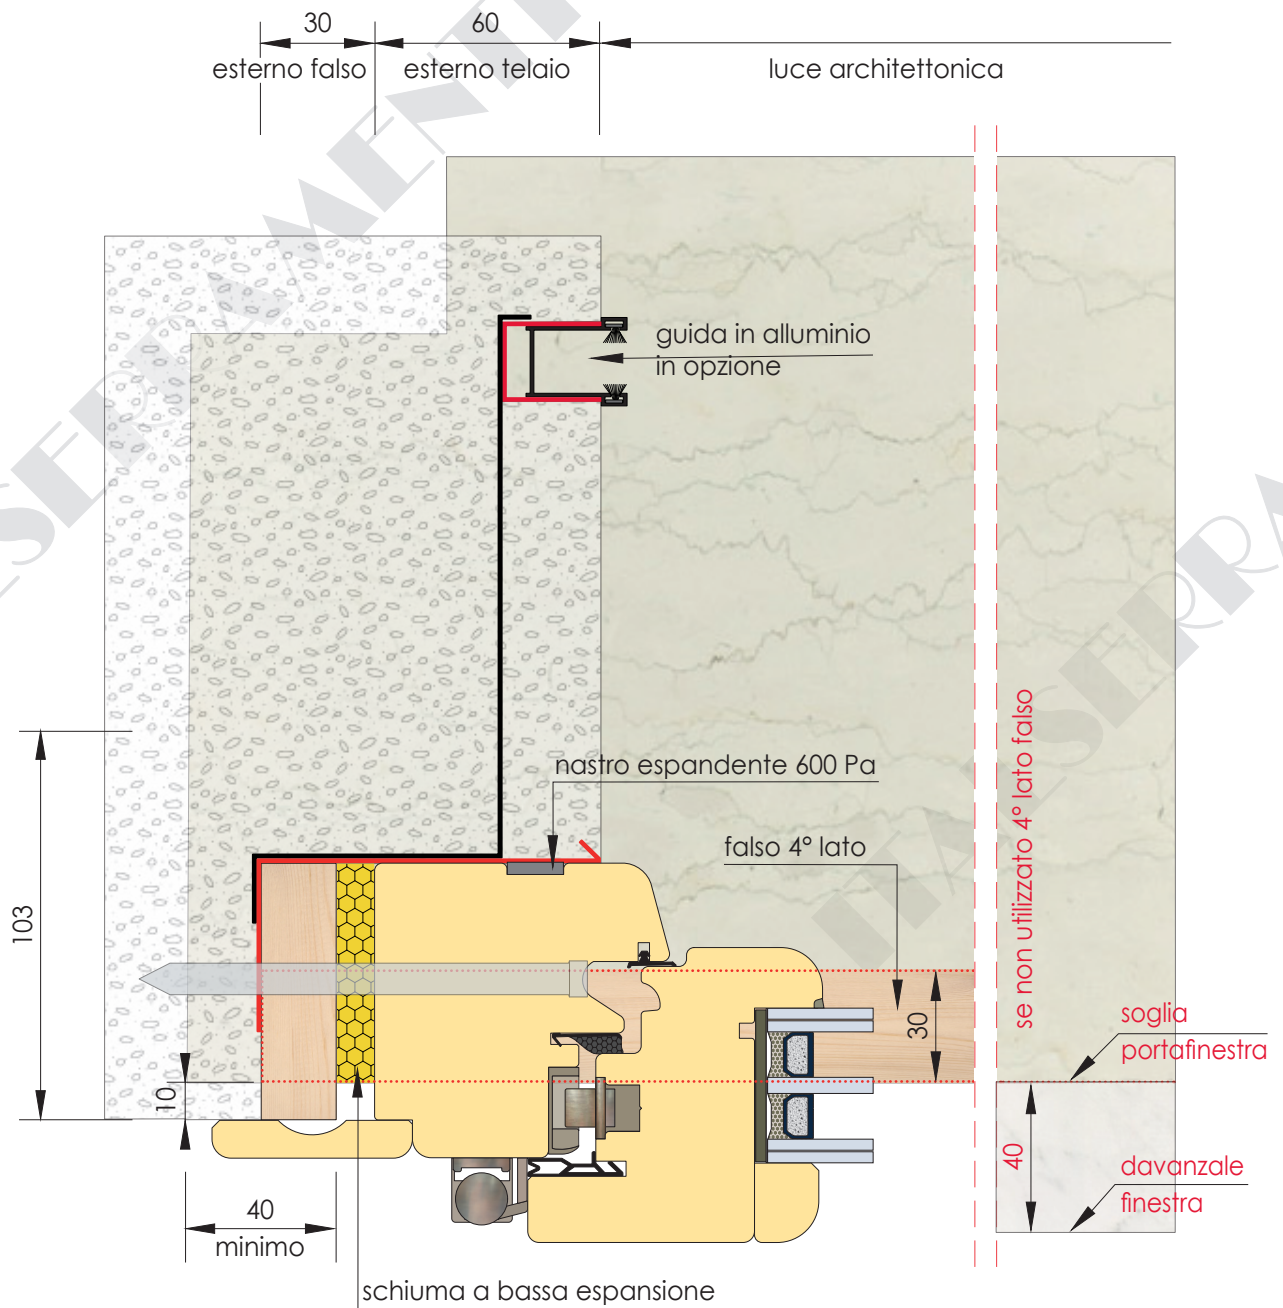 30
60
esterno falso
esterno telaio
luce architettonica
guida in alluminio
in opzione
nastro espandente 600 Pa
falso 4° lato
se non utilizzato 4° lato falso
103
10
30
soglia
portafinestra
40
davanzale
finestra
40
minimo
schiuma a bassa espansione